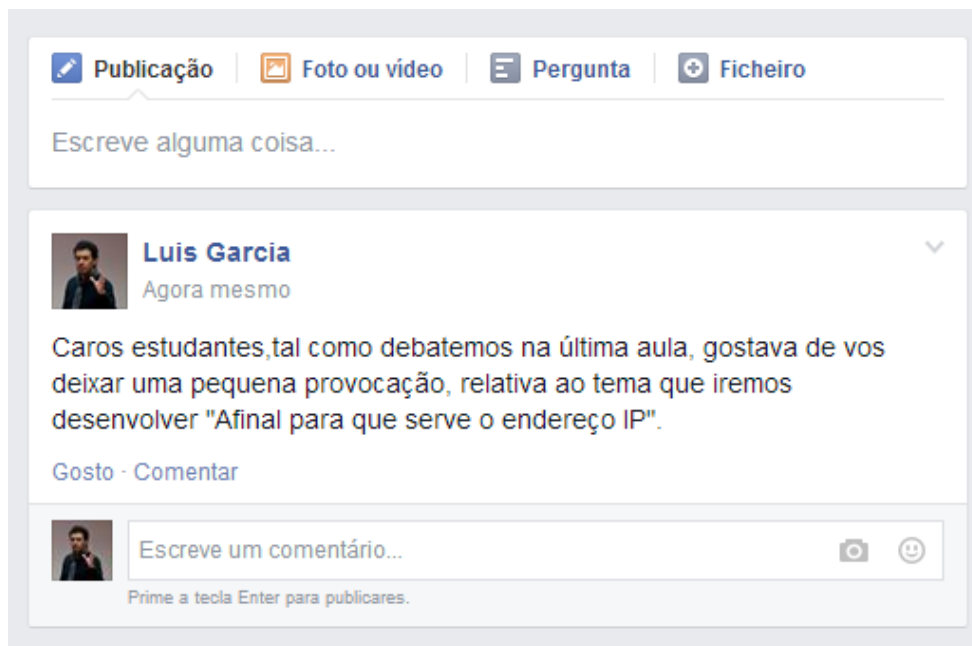 Publicação Foto ou vídeo Pergunta Ficheiro
Escreve alguma coisa...
Luis Garcia
Agora mesmo
Caros estudantes,tal como debatemos na última aula, gostava de vos
deixar uma pequena provocação, relativa ao tema que iremos
desenvolver "Afinal para que serve o endereço IP".
Gosto · Comentar
Escreve um comentário...
Prime a tecla Enter para publicares.